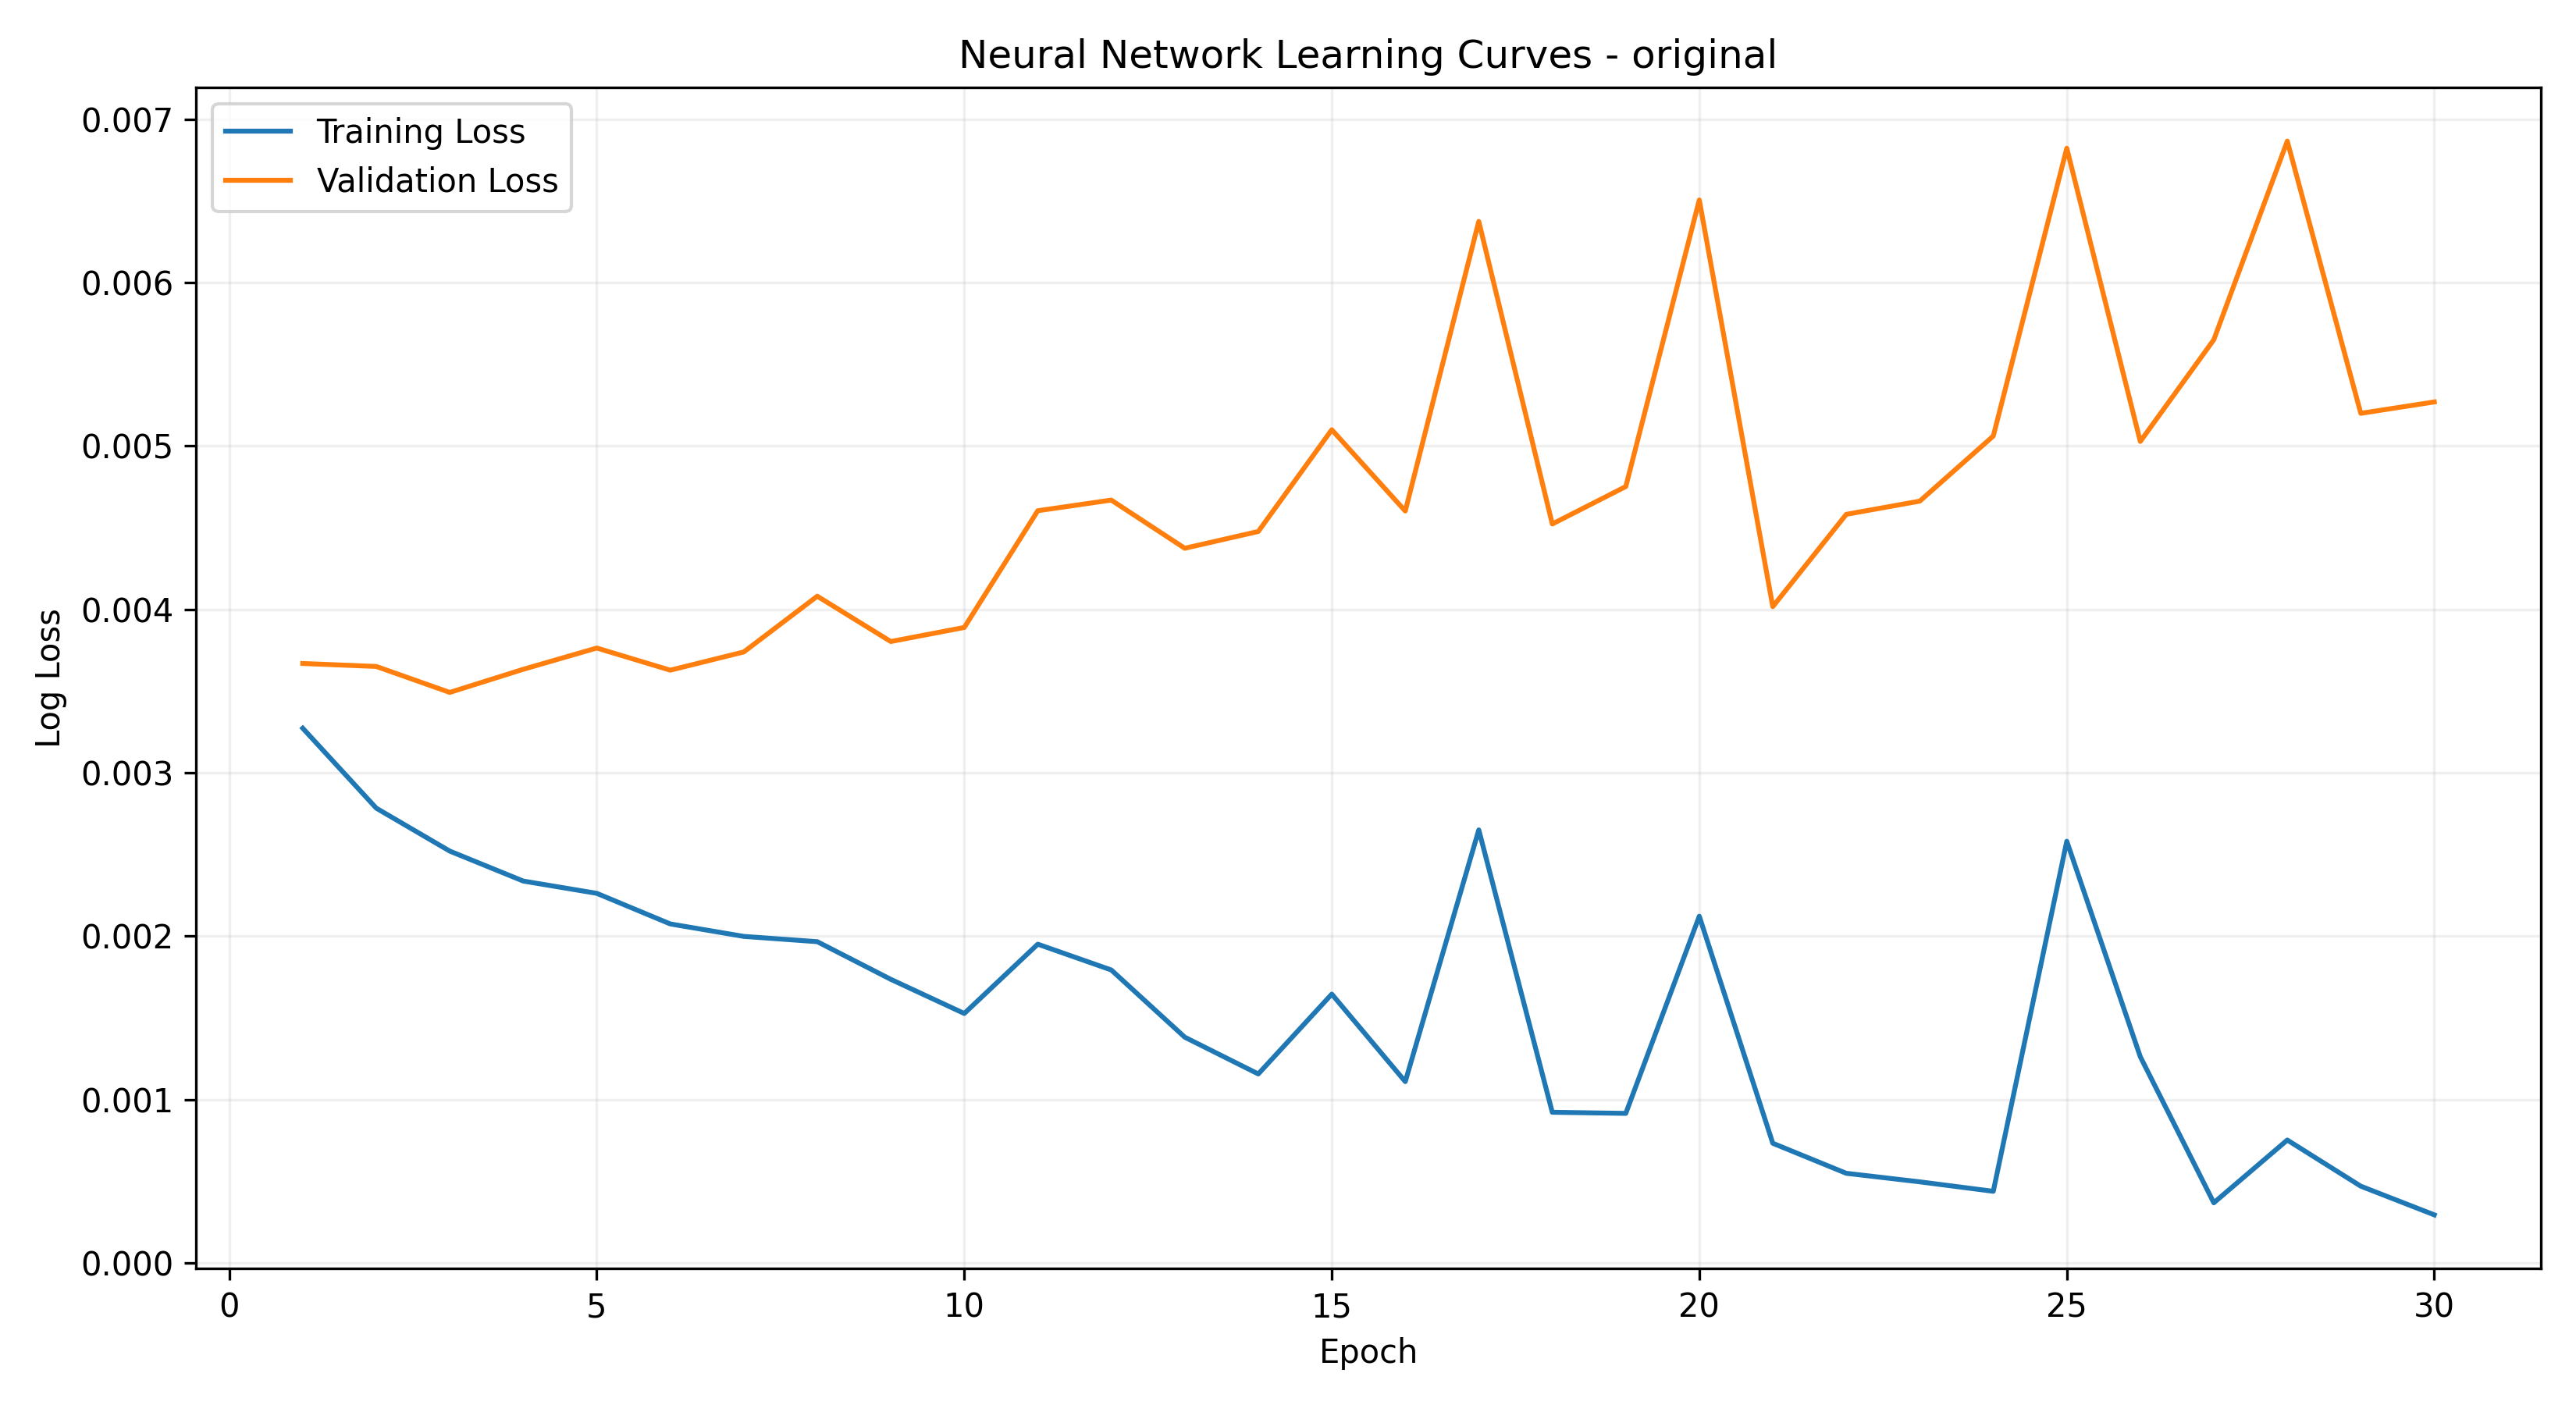 Neural Network Learning Curves - original
Training Loss
Validation Loss
Log Loss
0.007
0.006
0.005
0.004
0.003
0.002
0.001
0.000
0 5 10 15 20 25 30
Epoch